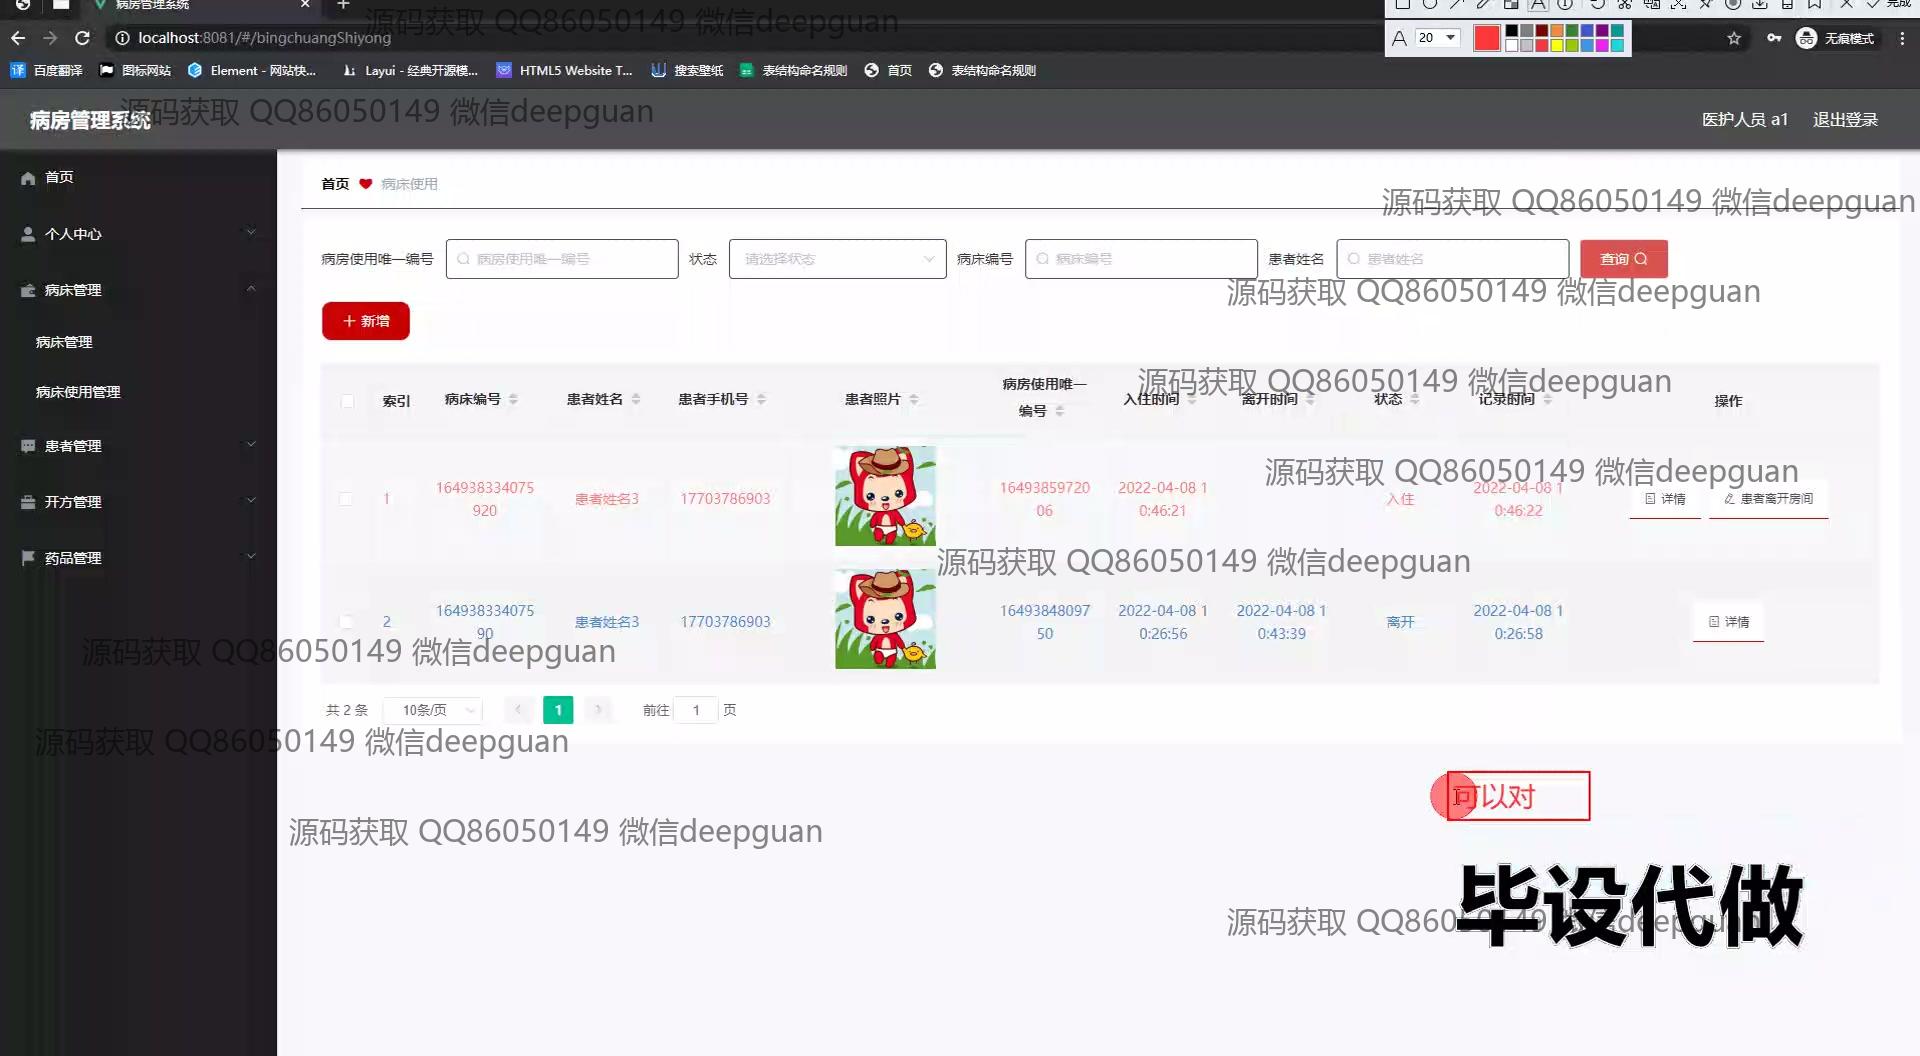 病房管理系统
完成
localhost:8081/#/bingchuangShiyong
源码获取 QQ86050149 微信deepguan
20
无痕模式
译 百度翻译 图标网站 Element - 网站快... Layui - 经典开源模... HTML5 Website T... 搜索壁纸 表结构命名规则 首页 表结构命名规则
病房管理系统
源码获取 QQ86050149 微信deepguan
医护人员 a1 退出登录
首页
个人中心
病床管理
病床管理
病床使用管理
患者管理
开方管理
药品管理
首页 病床使用
源码获取 QQ86050149 微信deepguan
病房使用唯一编号 病房使用唯一编号 状态 请选择状态 病床编号 病床编号 患者姓名 患者姓名 查询
源码获取 QQ86050149 微信deepguan
新增
源码获取 QQ86050149 微信deepguan
索引 病床编号 患者姓名 患者手机号 患者照片 病房使用唯一编号 入住时间 离开时间 状态 记录时间 操作
源码获取 QQ86050149 微信deepguan
1 164938334075920 患者姓名3 17703786903 1649385972006 2022-04-08 10:46:21 入住 2022-04-08 10:46:22 详情 患者离开房间
源码获取 QQ86050149 微信deepguan
2 16493833407590 患者姓名3 17703786903 1649384809750 2022-04-08 10:26:56 2022-04-08 10:43:39 离开 2022-04-08 10:26:58 详情
源码获取 QQ86050149 微信deepguan
共 2 条 10条/页 1 前往 1 页
源码获取 QQ86050149 微信deepguan
可以对
源码获取 QQ86050149 微信deepguan
源码获取 QQ86050149 微信deepguan
毕设代做